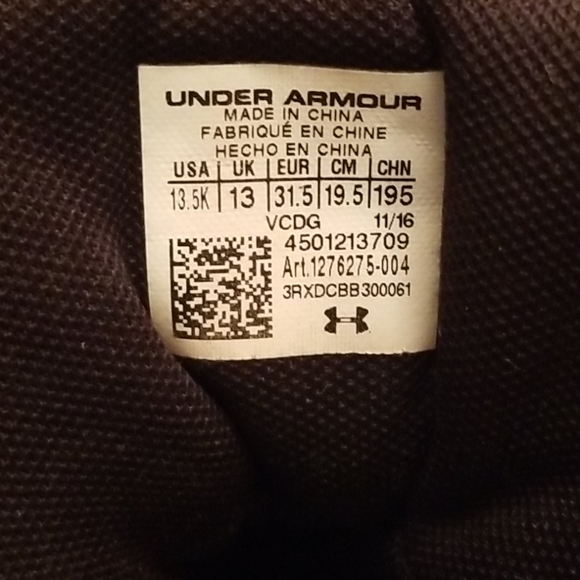 UNDER ARMOUR
MADE IN CHINA
FABRIQUÉ EN CHINE
HECHO EN CHINA
USA UK EUR CM CHN
13.5K 13 31.5 19.5 195
VCDG 11/16
4501213709
Art.1276275-004
3RXDCBB300061